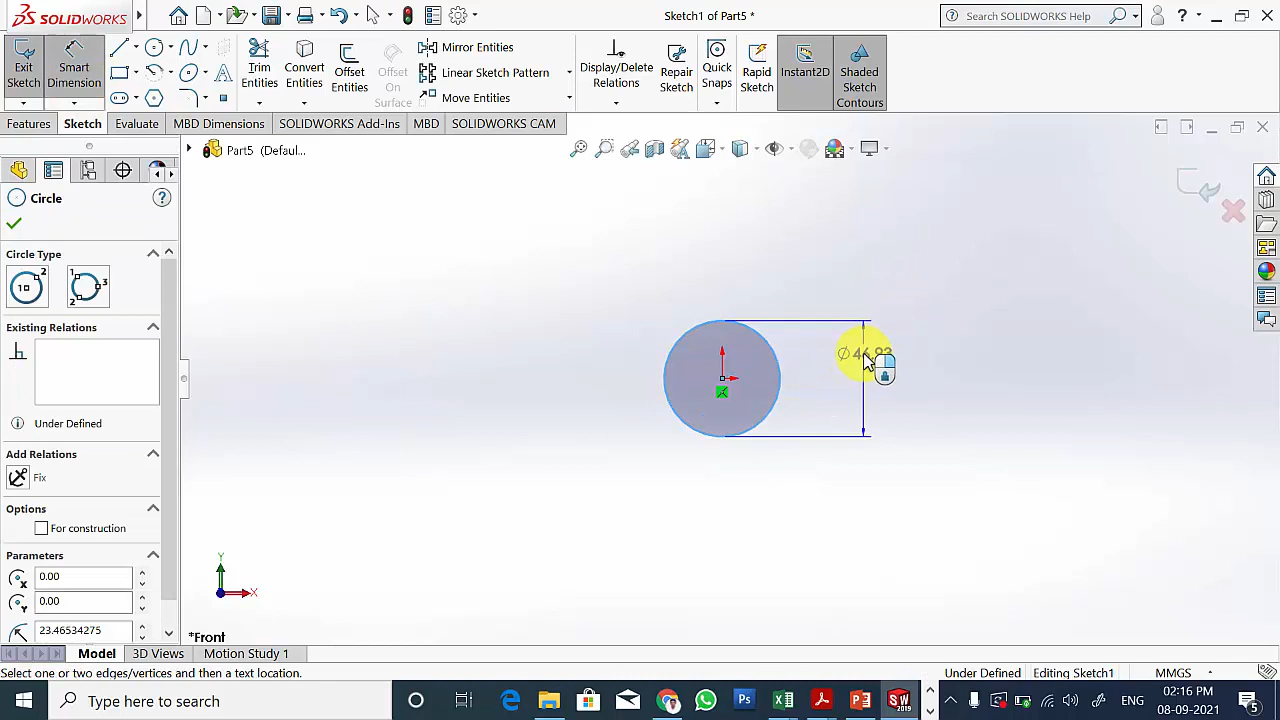 SOLIDWORKS
Sketch1 of Part5 *
Search SOLIDWORKS Help
Exit Sketch
Smart Dimension
Trim Entities
Convert Entities
Offset Entities
Offset On Surface
Mirror Entities
Linear Sketch Pattern
Move Entities
Display/Delete Relations
Repair Sketch
Quick Snaps
Rapid Sketch
Instant2D
Shaded Sketch Contours
Features
Sketch
Evaluate
MBD Dimensions
SOLIDWORKS Add-Ins
MBD
SOLIDWORKS CAM
Part5 (Defaul...
Circle
Circle Type
Existing Relations
Under Defined
Add Relations
Fix
Options
For construction
Parameters
0.00
0.00
23.46534275
Y
X
*Front
Model
3D Views
Motion Study 1
Select one or two edges/vertices and then a text location.
Under Defined
Editing Sketch1
MMGS
Type here to search
ENG
02:16 PM
08-09-2021
5